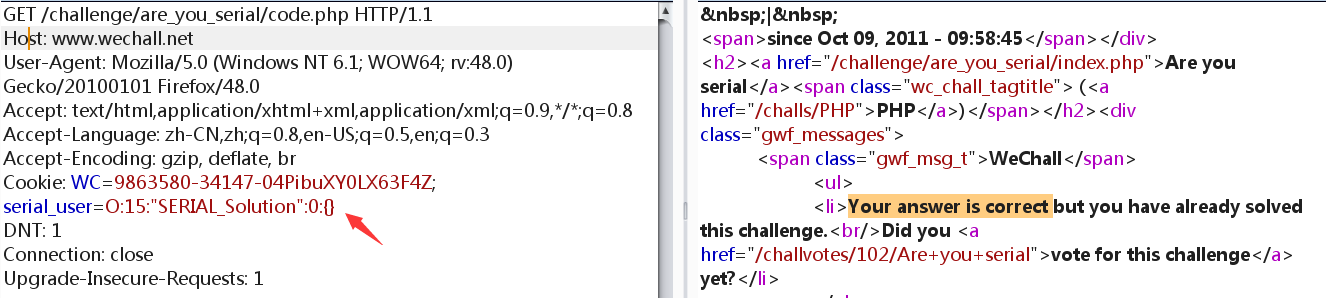 GET /challenge/are_you_serial/code.php HTTP/1.1
Host: www.wechall.net
User-Agent: Mozilla/5.0 (Windows NT 6.1; WOW64; rv:48.0)
Gecko/20100101 Firefox/48.0
Accept: text/html,application/xhtml+xml,application/xml;q=0.9,*/*;q=0.8
Accept-Language: zh-CN,zh;q=0.8,en-US;q=0.5,en;q=0.3
Accept-Encoding: gzip, deflate, br
Cookie: WC=9863580-34147-04PibuXY0LX63F4Z;
serial_user=O:15:"SERIAL_Solution":0:{}
DNT: 1
Connection: close
Upgrade-Insecure-Requests: 1
&nbsp;|&nbsp;
<span>since Oct 09, 2011 - 09:58:45</span></div>
<h2><a href="/challenge/are_you_serial/index.php">Are you
serial</a><span class="wc_chall_tagtitle"> (<a
href="/challs/PHP">PHP</a>)</span></h2><div
class="gwf_messages">
<span class="gwf_msg_t">WeChall</span>
<ul>
<li>Your answer is correct but you have already solved
this challenge.<br/>Did you <a
href="/challvotes/102/Are+you+serial">vote for this challenge</a>
yet?</li>